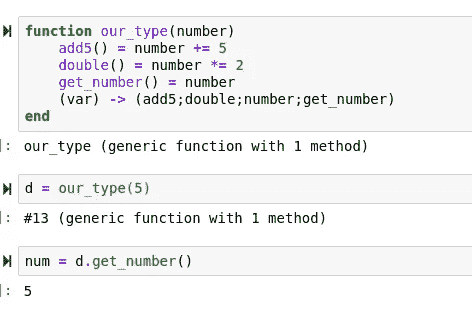 function our_type(number)
    add5() = number += 5
    double() = number *= 2
    get_number() = number
    (var) -> (add5;double;number;get_number)
end
: our_type (generic function with 1 method)
d = our_type(5)
: #13 (generic function with 1 method)
num = d.get_number()
: 5